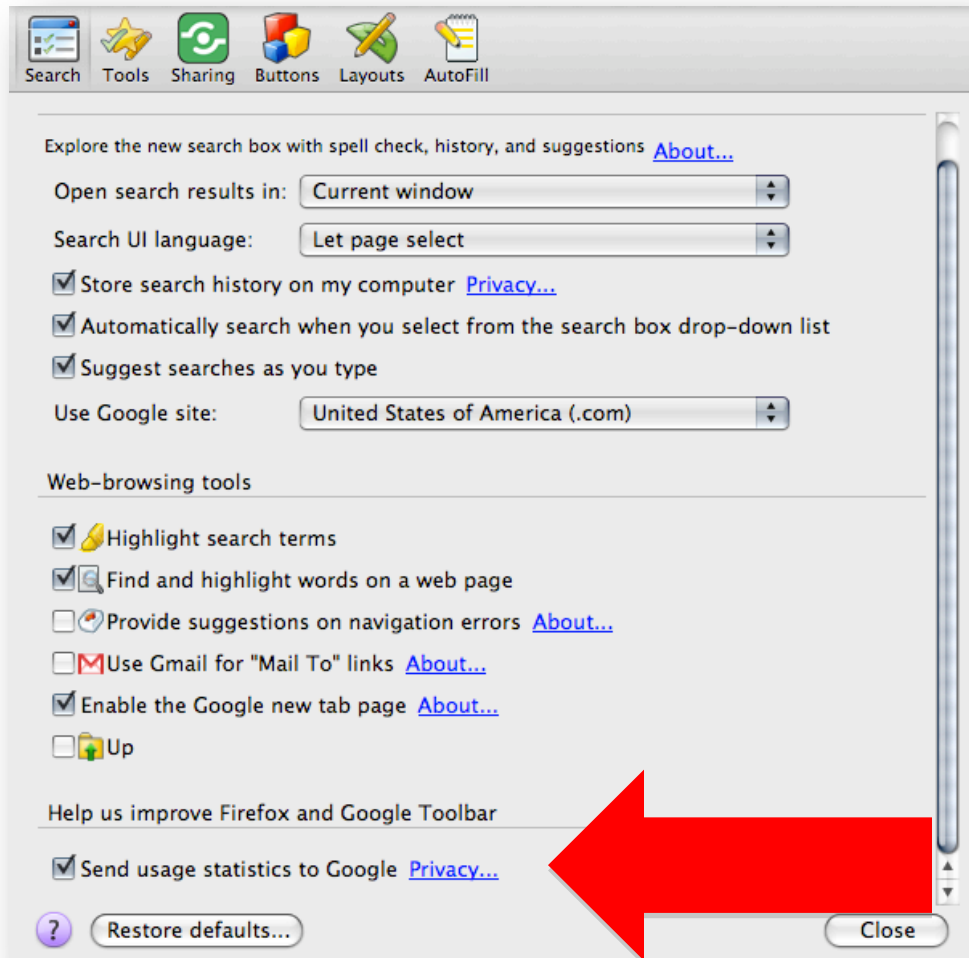 Search Tools Sharing Buttons Layouts AutoFill
Explore the new search box with spell check, history, and suggestions About...
Open search results in: Current window
Search UI language: Let page select
Store search history on my computer Privacy...
Automatically search when you select from the search box drop-down list
Suggest searches as you type
Use Google site: United States of America (.com)
Web-browsing tools
Highlight search terms
Find and highlight words on a web page
Provide suggestions on navigation errors About...
Use Gmail for "Mail To" links About...
Enable the Google new tab page About...
Up
Help us improve Firefox and Google Toolbar
Send usage statistics to Google Privacy...
? Restore defaults... Close